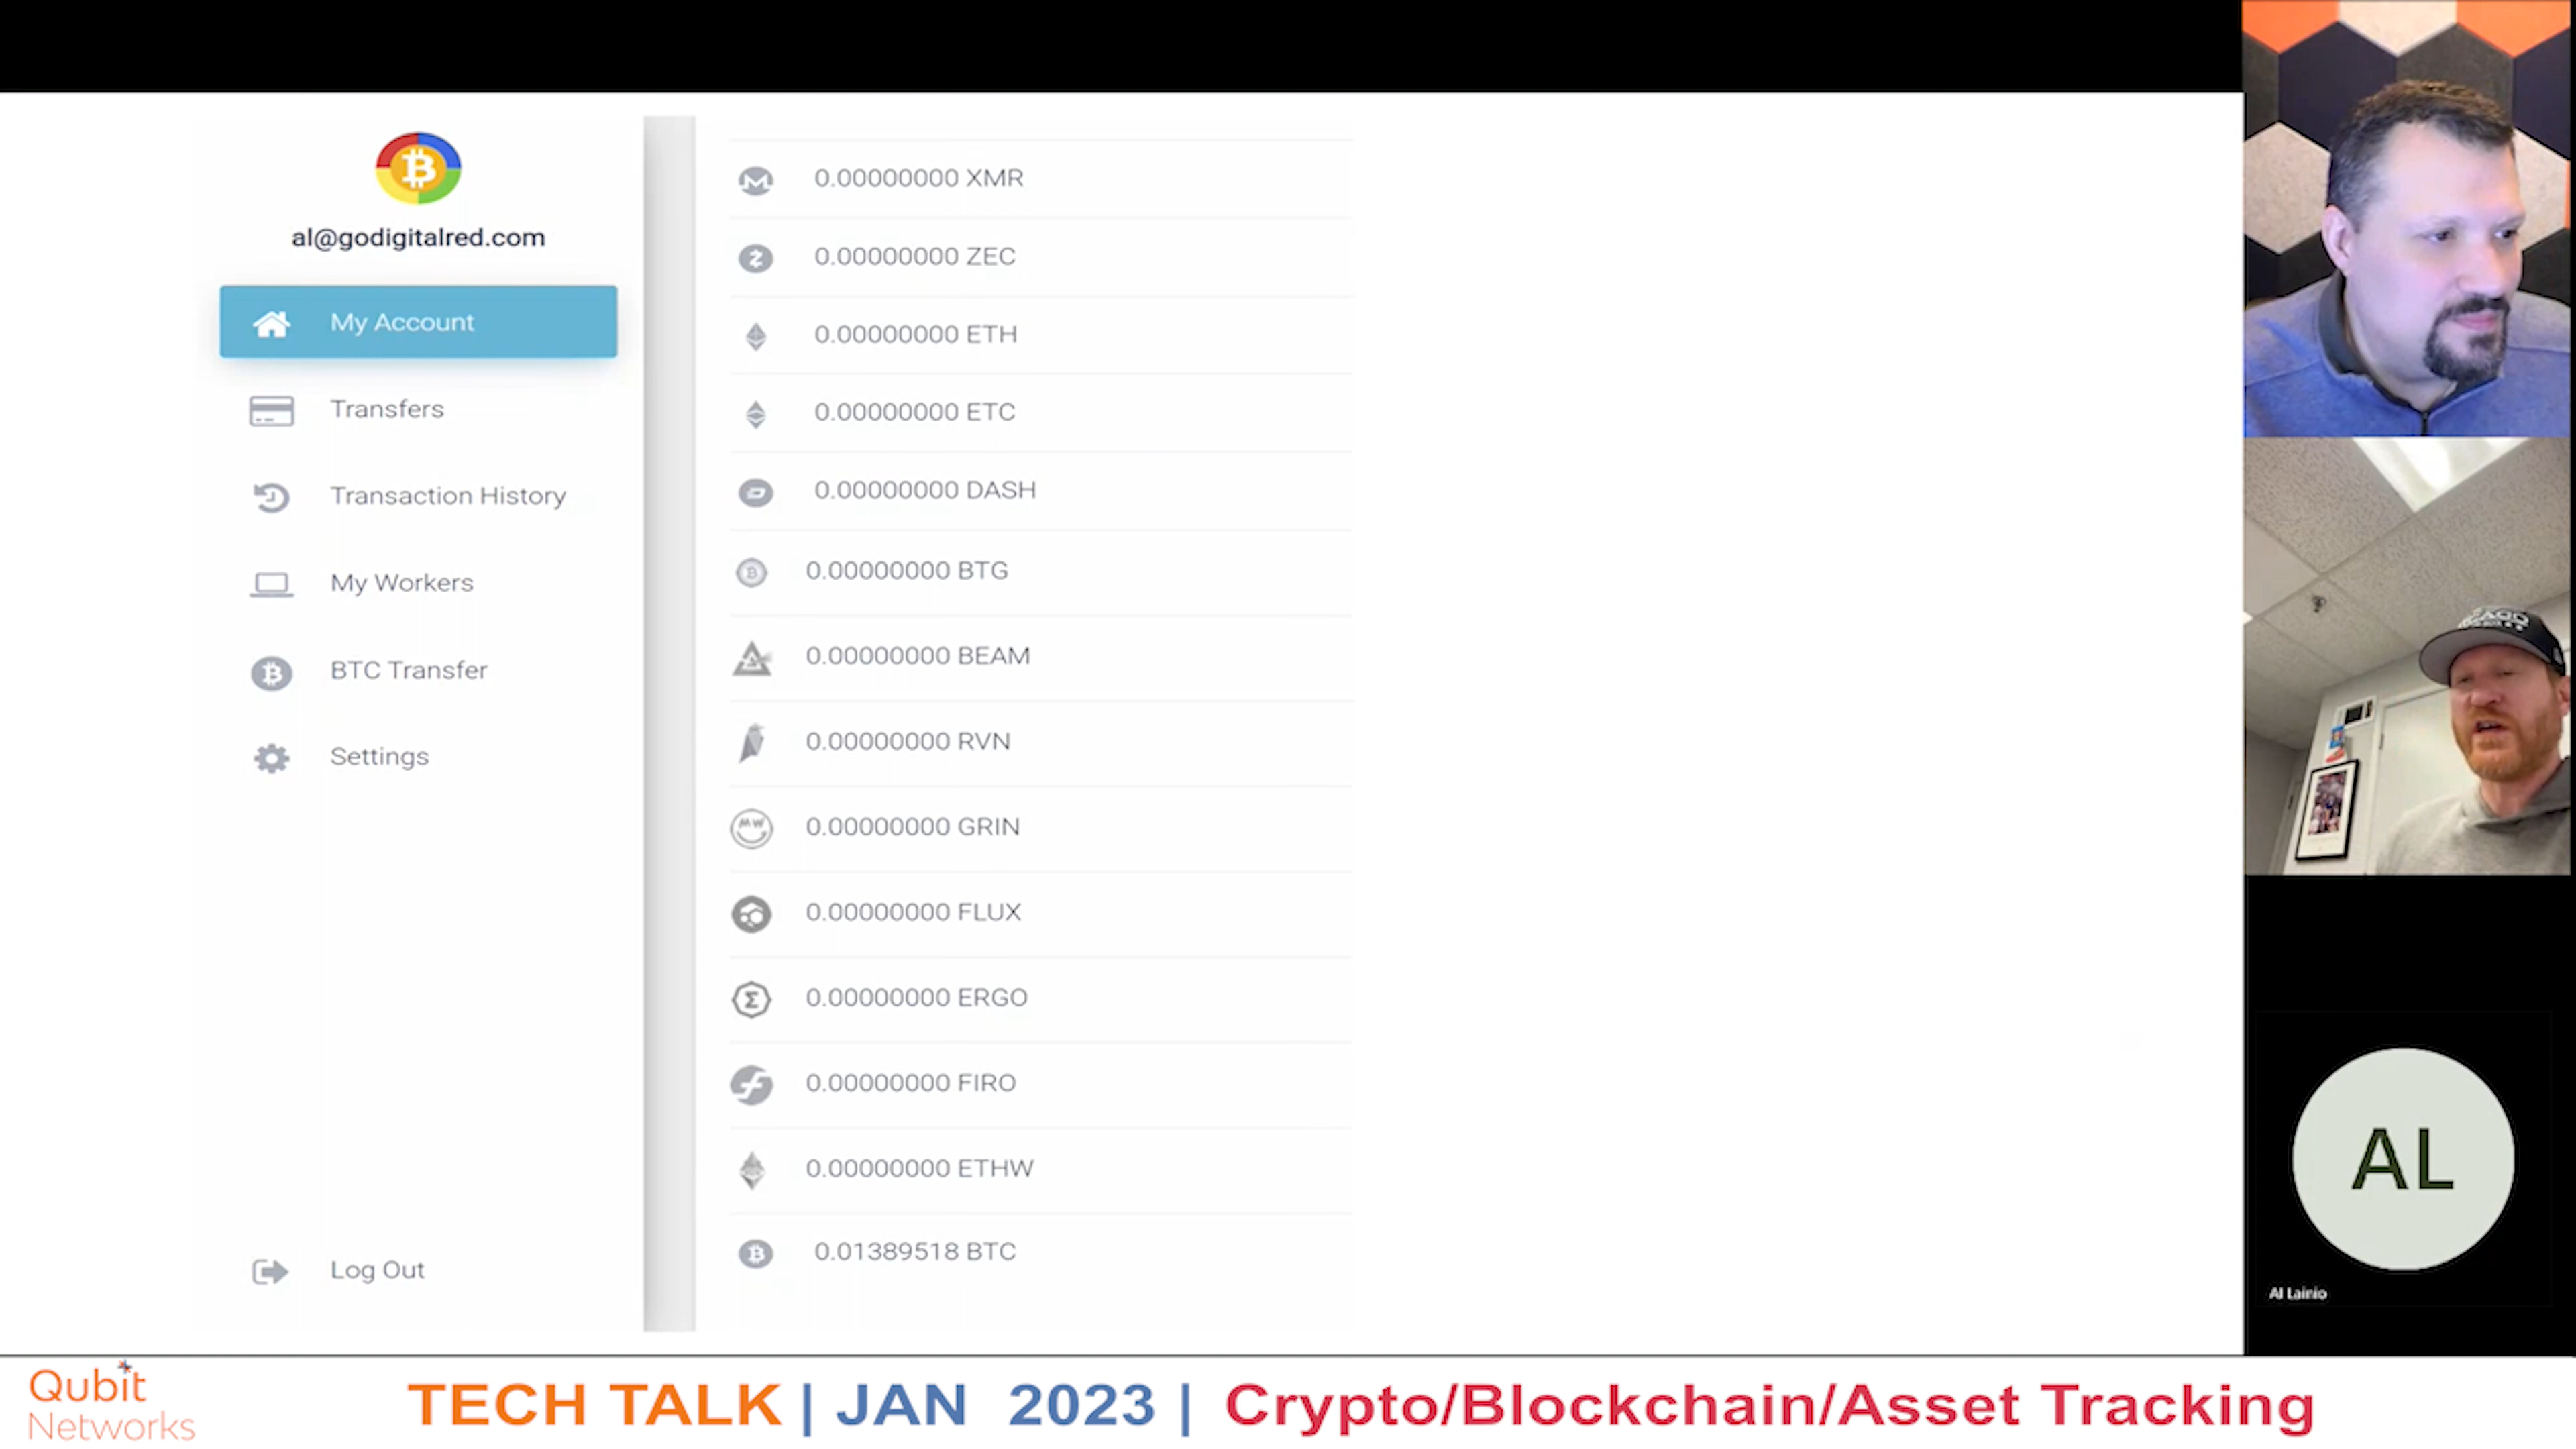 al@godigitalred.com
My Account
Transfers
Transaction History
My Workers
BTC Transfer
Settings
Log Out
0.00000000 XMR
0.00000000 ZEC
0.00000000 ETH
0.00000000 ETC
0.00000000 DASH
0.00000000 BTG
0.00000000 BEAM
0.00000000 RVN
MW
0.00000000 GRIN
0.00000000 FLUX
0.00000000 ERGO
0.00000000 FIRO
0.00000000 ETHW
0.01389518 BTC
AL
Al Lainio
Qubit
Networks
TECH TALK | JAN 2023 | Crypto/Blockchain/Asset Tracking